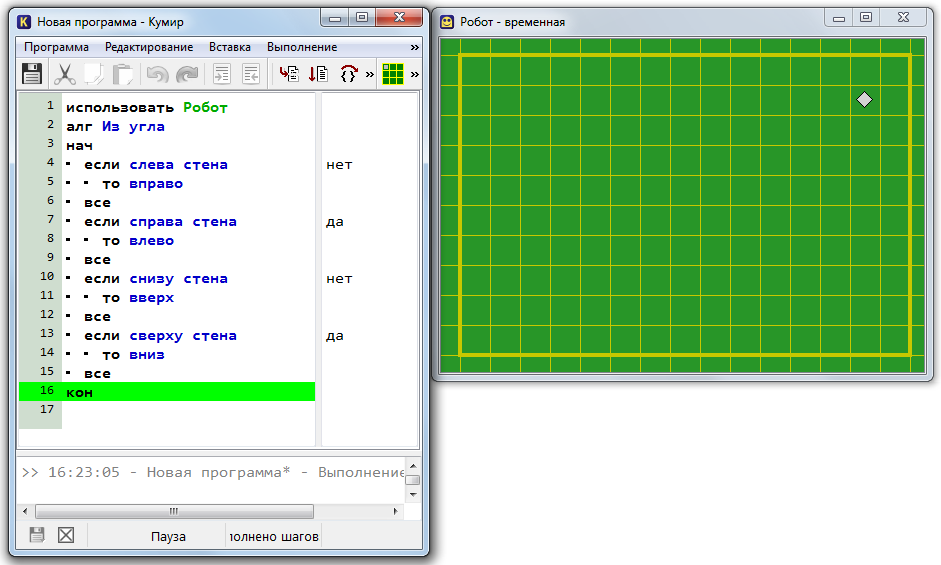 Новая программа - Кумир
Программа Редактирование Вставка Выполнение »
» »
1 использовать Робот
2 алг Из угла
3 нач
4 если слева стена нет
5 то вправо
6 все
7 если справа стена да
8 то влево
9 все
10 если снизу стена нет
11 то вверх
12 все
13 если сверху стена да
14 то вниз
15 все
16 кон
17
>> 16:23:05 - Новая программа* - Выполнение
Пауза
полнено шагов
Робот - временная